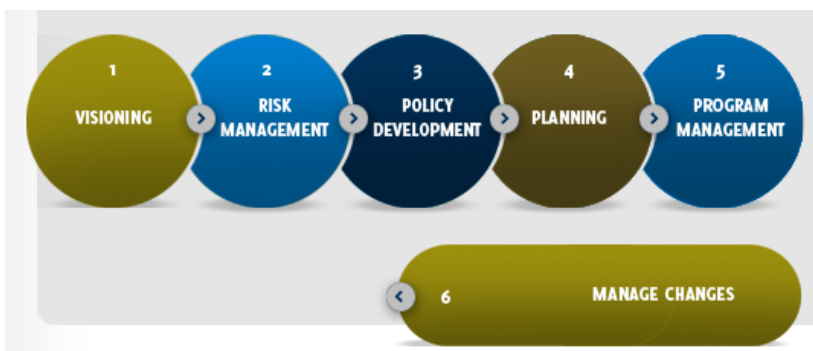 1
VISIONING
2
RISK
MANAGEMENT
3
POLICY
DEVELOPMENT
4
PLANNING
5
PROGRAM
MANAGEMENT
6
MANAGE CHANGES